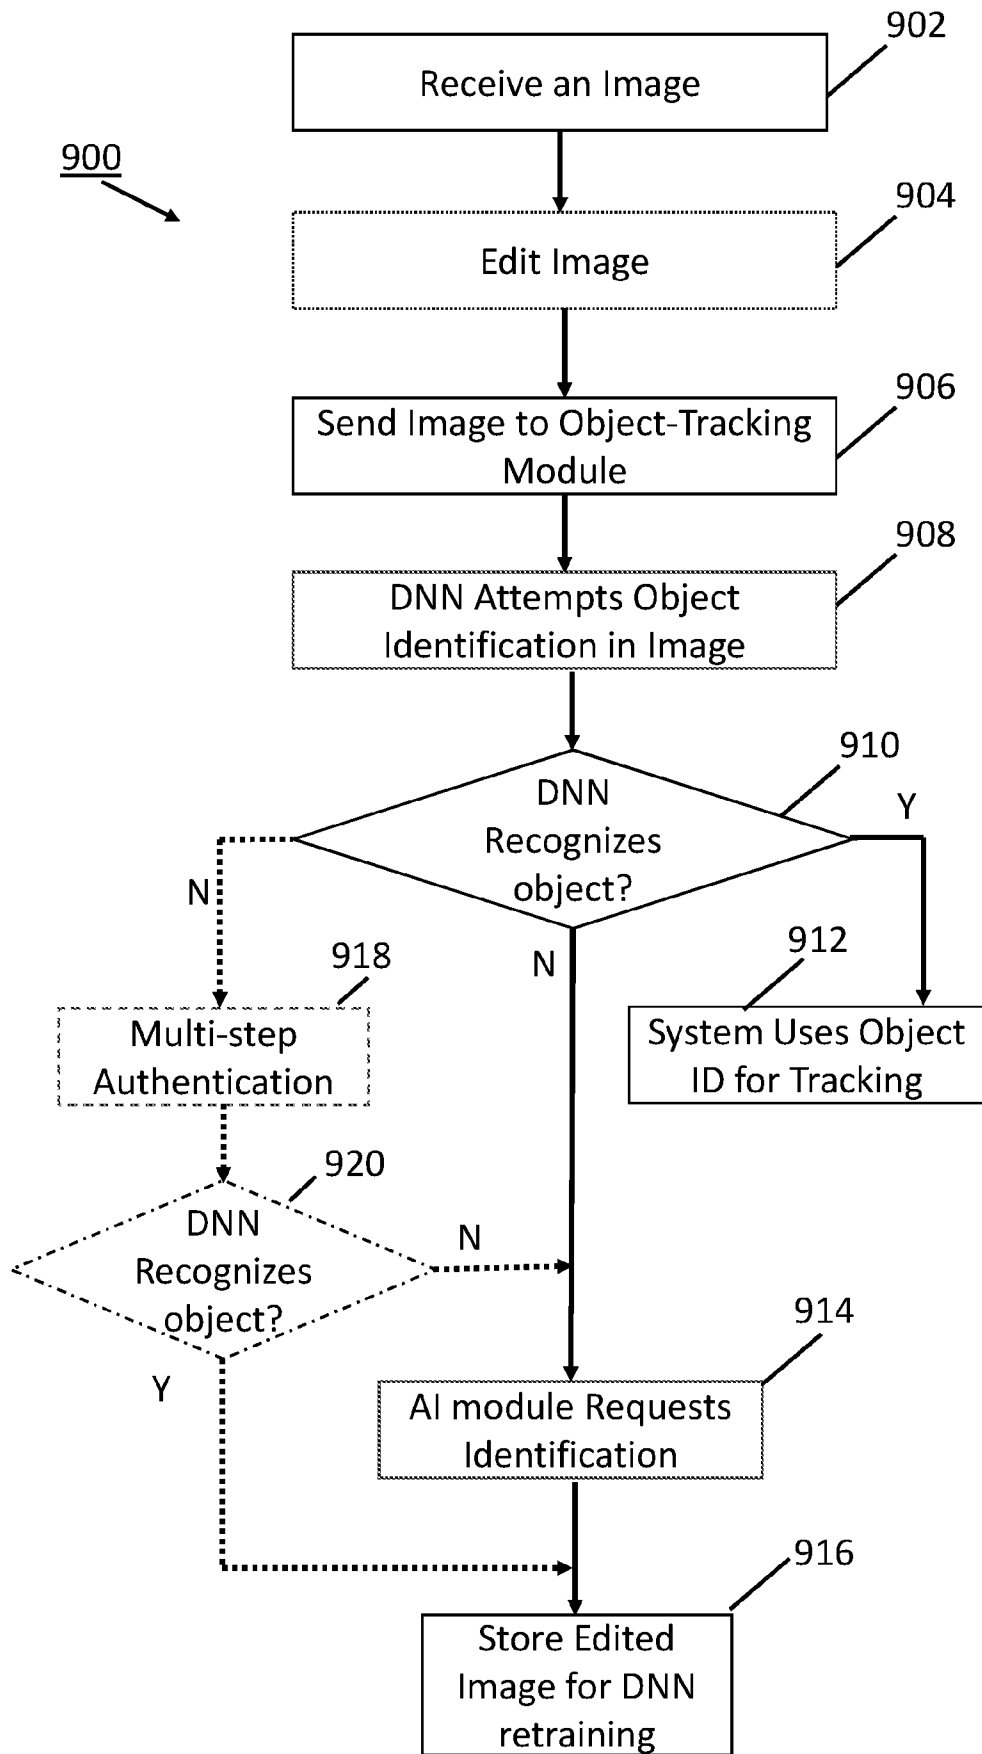 902
Receive an Image
900
904
Edit Image
906
Send Image to Object-Tracking
Module
908
DNN Attempts Object
Identification in Image
910
DNN
Recognizes
object?
Y
N
N
918
912
Multi-step
Authentication
System Uses Object
ID for Tracking
920
DNN
Recognizes
object?
N
Y
914
AI module Requests
Identification
916
Store Edited
Image for DNN
retraining